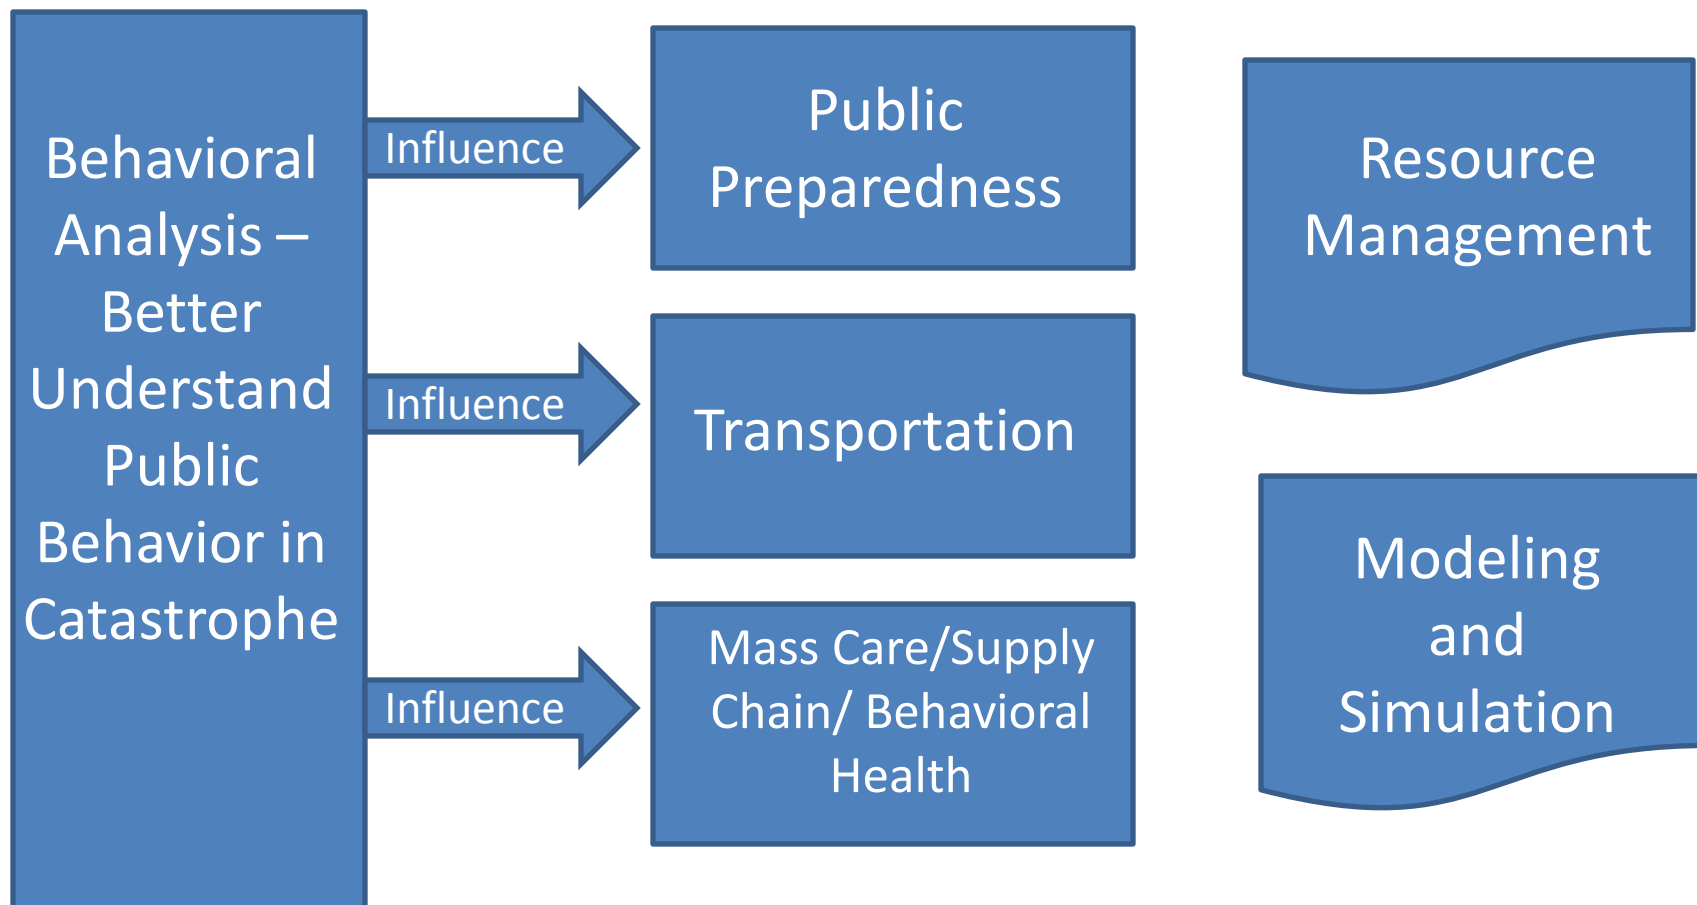 Behavioral
Analysis –
Better
Understand
Public
Behavior in
Catastrophe
Influence
Influence
Influence
Public
Preparedness
Transportation
Mass Care/Supply
Chain/ Behavioral
Health
Resource
Management
Modeling
and
Simulation